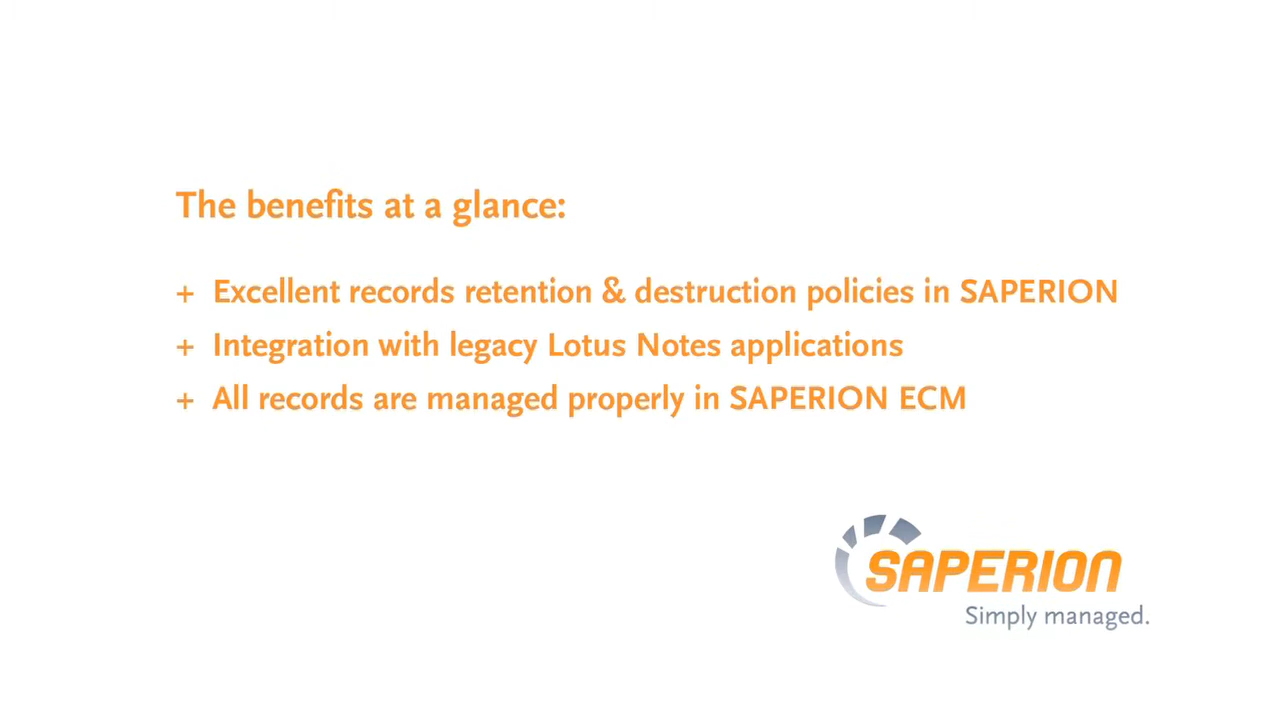 The benefits at a glance:
+ Excellent records retention & destruction policies in SAPERION
+ Integration with legacy Lotus Notes applications
+ All records are managed properly in SAPERION ECM
SAPERION
Simply managed.